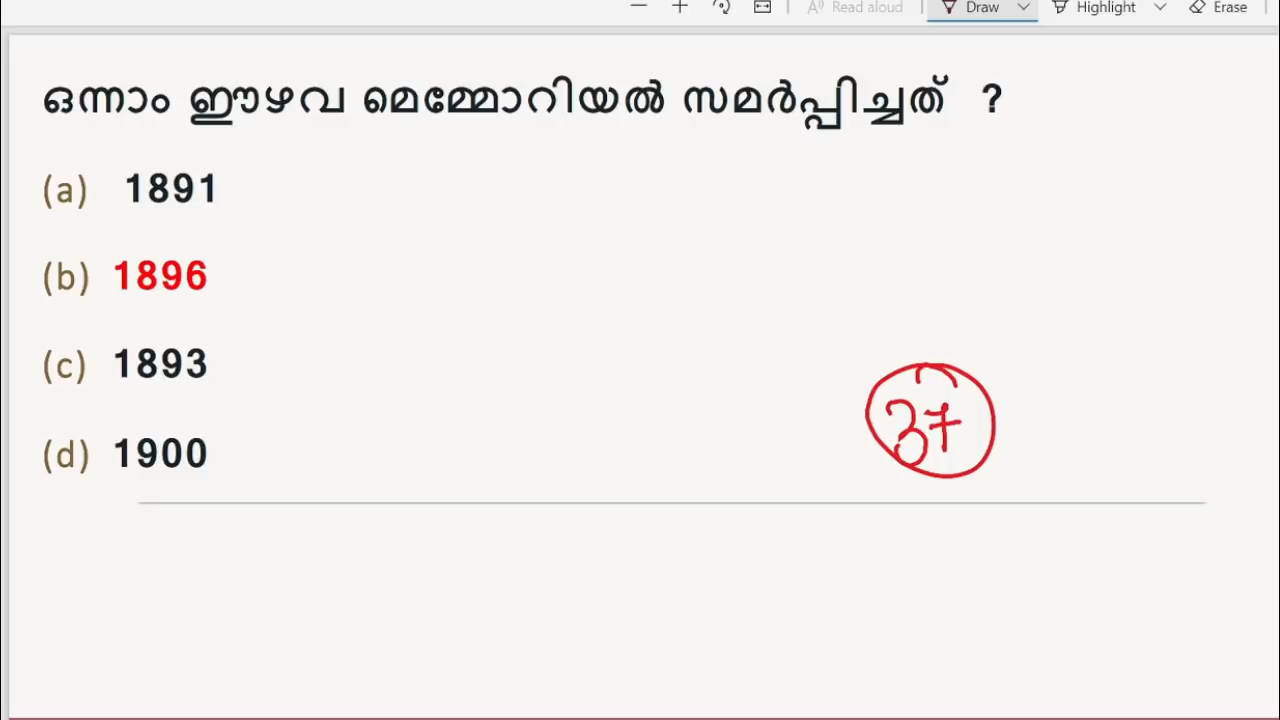 Read aloud Draw Highlight Erase
ഒന്നാം ഈഴവ മെമ്മോറിയൽ സമർപ്പിച്ചത് ?
(a) 1891
(b) 1896
(c) 1893
37
(d) 1900